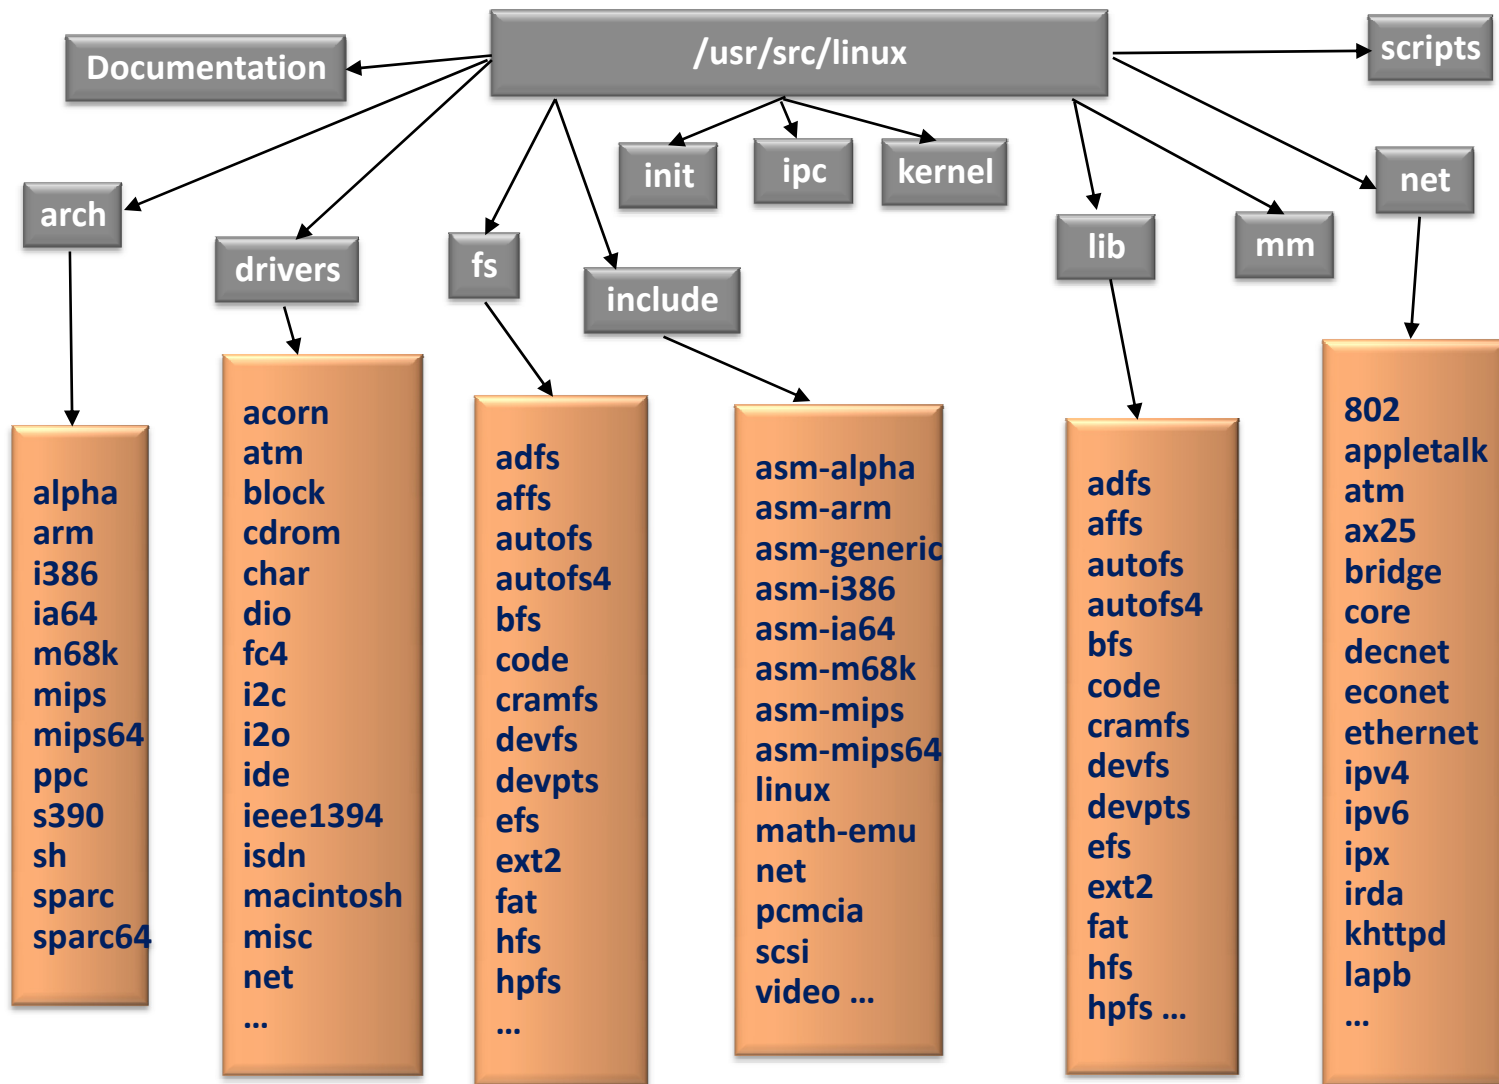 /usr/src/linux
Documentation
scripts
init
ipc
kernel
net
arch
drivers
fs
include
lib
mm
alpha
arm
i386
ia64
m68k
mips
mips64
ppc
s390
sh
sparc
sparc64
acorn
atm
block
cdrom
char
dio
fc4
i2c
i2o
ide
ieee1394
isdn
macintosh
misc
net
...
adfs
affs
autofs
autofs4
bfs
code
cramfs
devfs
devpts
efs
ext2
fat
hfs
hpfs
...
asm-alpha
asm-arm
asm-generic
asm-i386
asm-ia64
asm-m68k
asm-mips
asm-mips64
linux
math-emu
net
pcmcia
scsi
video ...
adfs
affs
autofs
autofs4
bfs
code
cramfs
devfs
devpts
efs
ext2
fat
hfs
hpfs ...
802
appletalk
atm
ax25
bridge
core
decnet
econet
ethernet
ipv4
ipv6
ipx
irda
khttpd
lapb
...